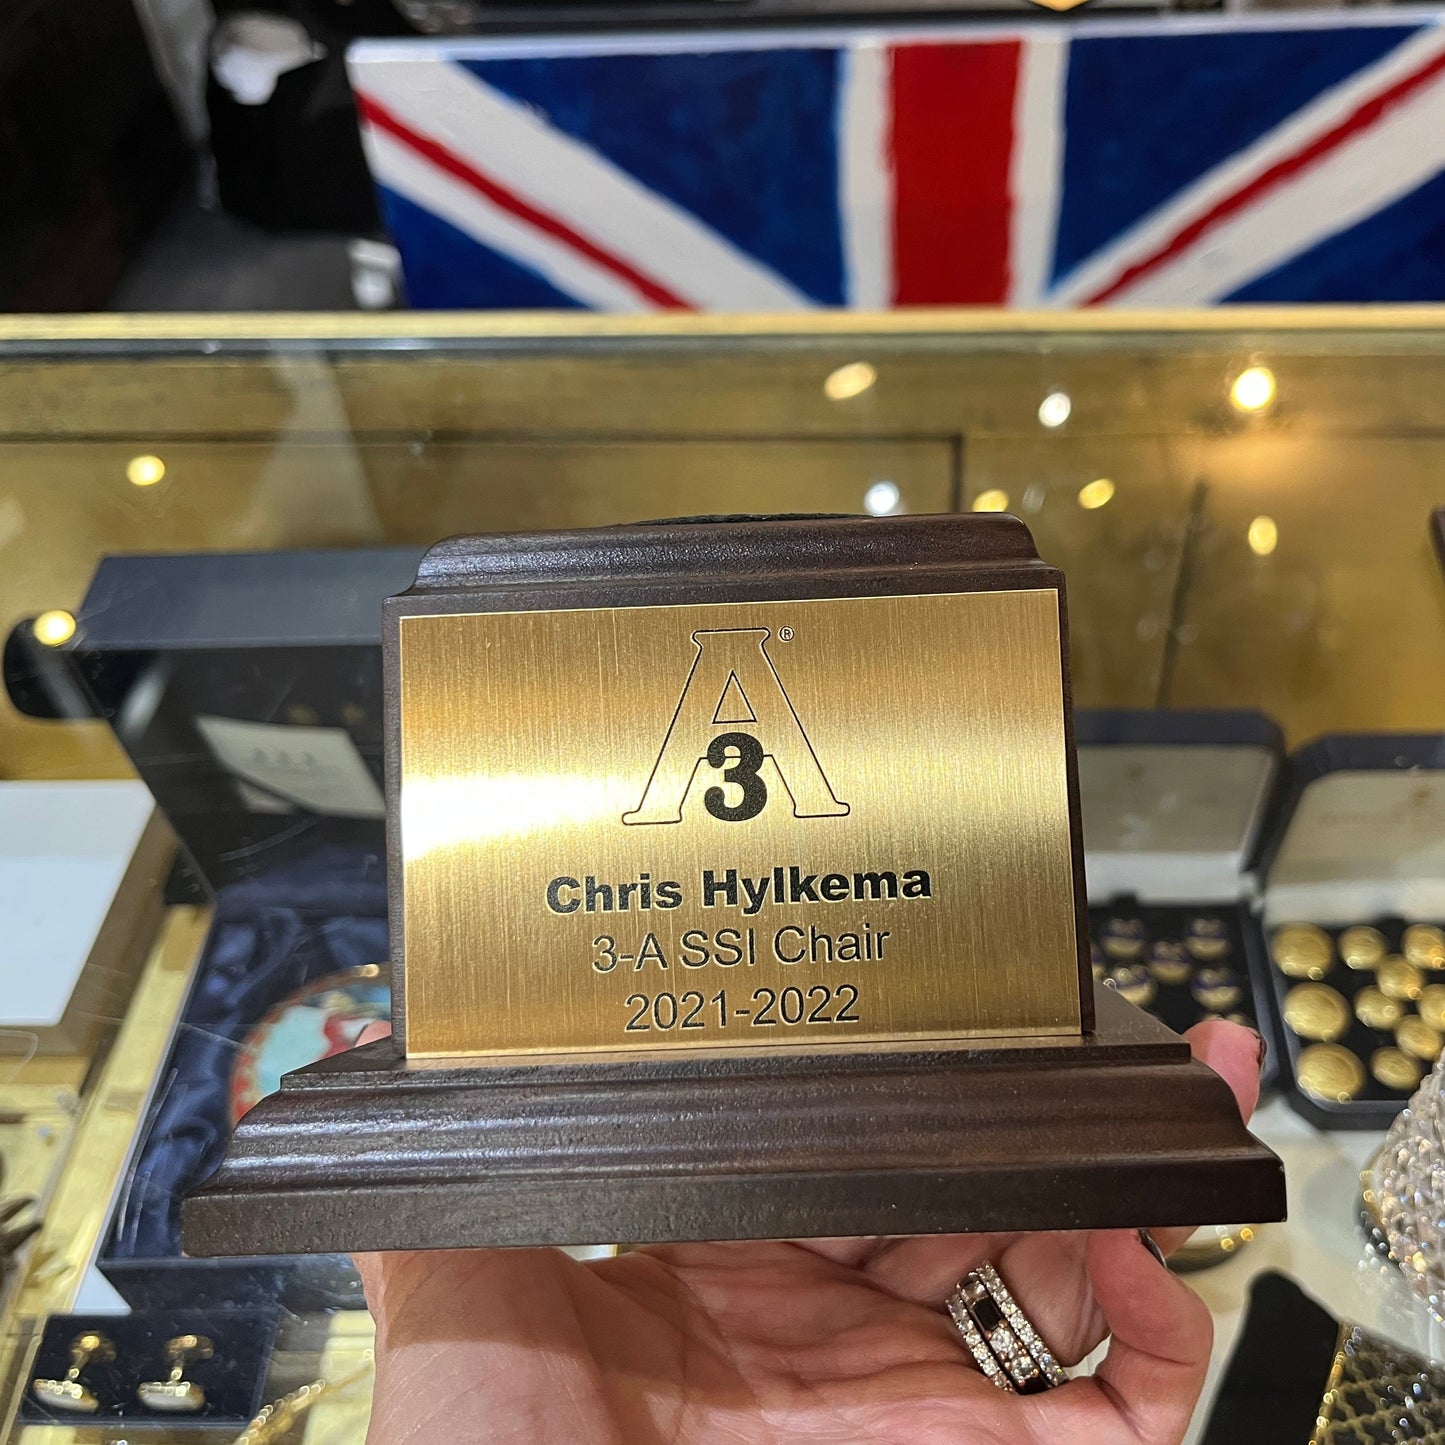 A®
3
Chris Hylkema
3-A SSI Chair
2021-2022